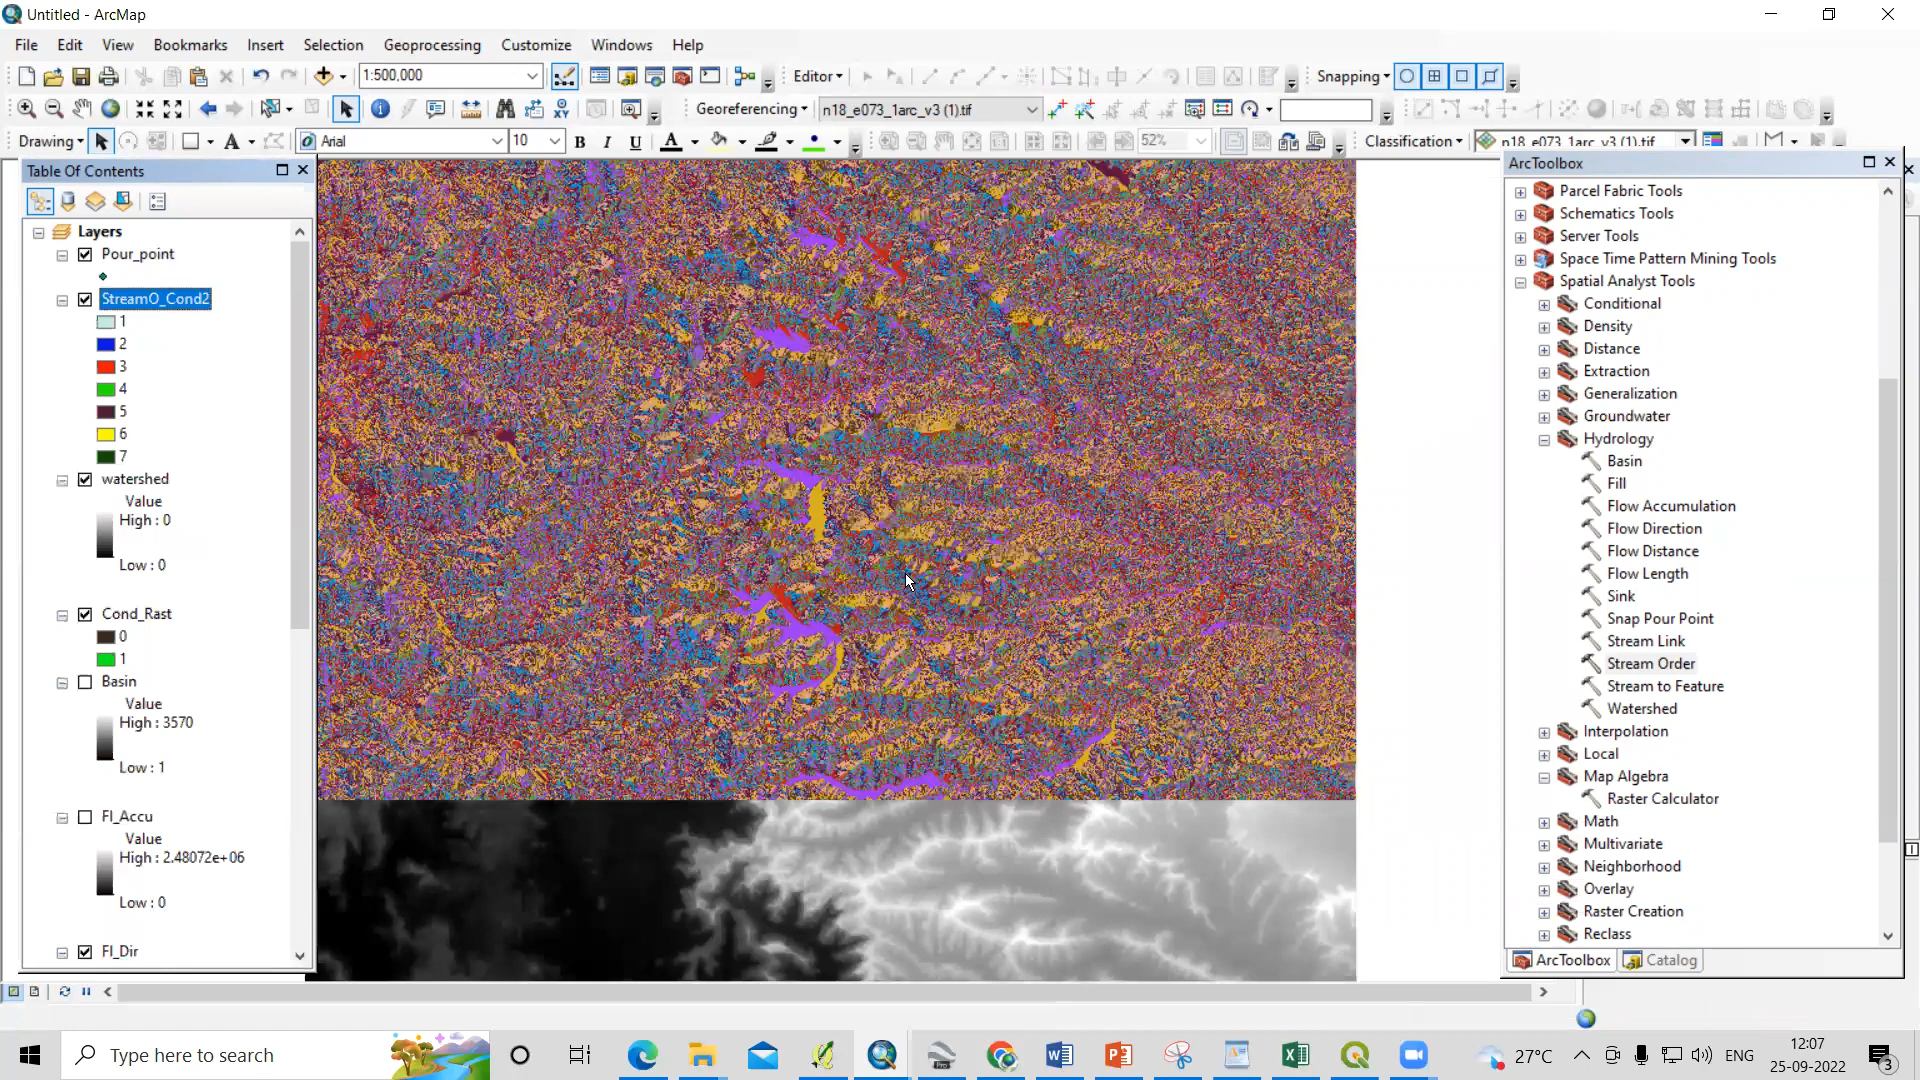 Untitled - ArcMap
File Edit View Bookmarks Insert Selection Geoprocessing Customize Windows Help
1:500,000 Editor Snapping
Georeferencing n18_e073_1arc_v3 (1).tif
Drawing A Arial 10 B I U A 52% Classification n18_e073_1arc_v3 (1).tif
Table Of Contents
Layers
Pour_point
StreamO_Cond2
1
2
3
4
5
6
7
watershed
Value
High : 0
Low : 0
Cond_Rast
0
1
Basin
Value
High : 3570
Low : 1
Fl_Accu
Value
High : 2.48072e+06
Low : 0
Fl_Dir
ArcToolbox
Parcel Fabric Tools
Schematics Tools
Server Tools
Space Time Pattern Mining Tools
Spatial Analyst Tools
Conditional
Density
Distance
Extraction
Generalization
Groundwater
Hydrology
Basin
Fill
Flow Accumulation
Flow Direction
Flow Distance
Flow Length
Sink
Snap Pour Point
Stream Link
Stream Order
Stream to Feature
Watershed
Interpolation
Local
Map Algebra
Raster Calculator
Math
Multivariate
Neighborhood
Overlay
Raster Creation
Reclass
ArcToolbox Catalog
Type here to search
27°C ENG
12:07
25-09-2022
3